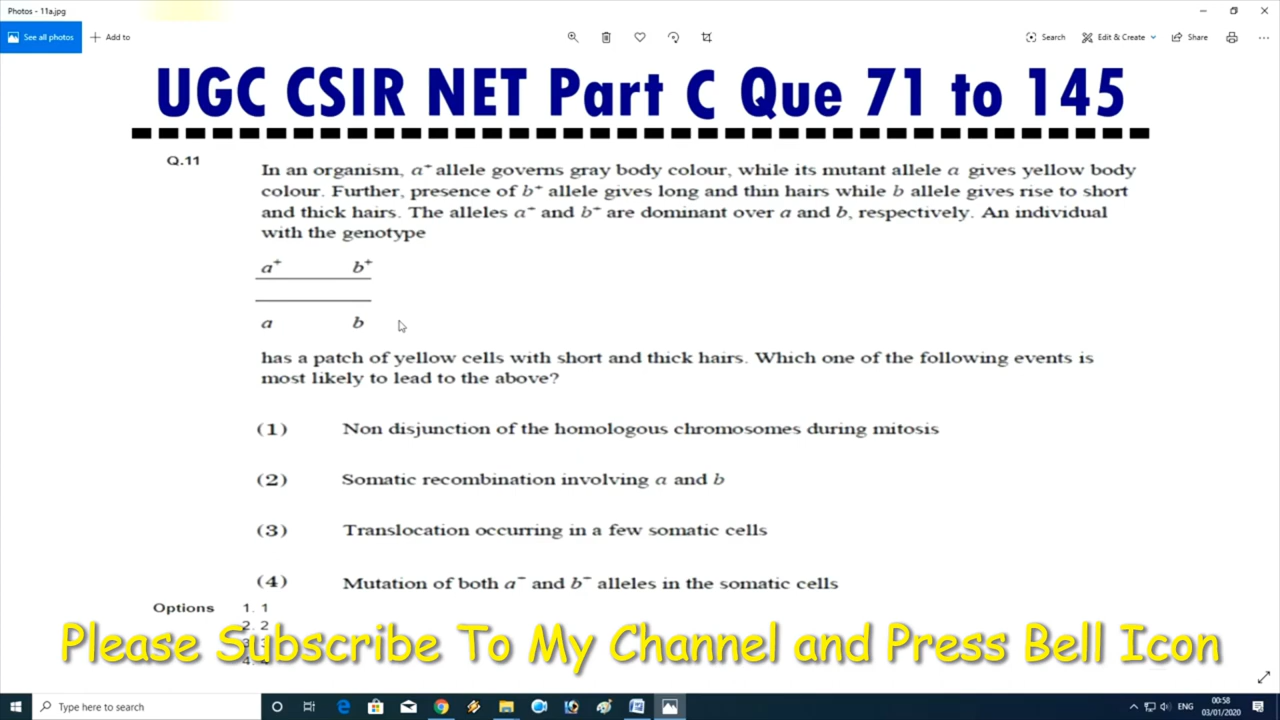 Photos - 11a.jpg
See all photos
Add to
Search
Edit & Create
Share
UGC CSIR NET Part C Que 71 to 145
Q.11
In an organism, a⁺ allele governs gray body colour, while its mutant allele a gives yellow body
colour. Further, presence of b⁺ allele gives long and thin hairs while b allele gives rise to short
and thick hairs. The alleles a⁺ and b⁺ are dominant over a and b, respectively. An individual
with the genotype
a⁺ b⁺
a b
has a patch of yellow cells with short and thick hairs. Which one of the following events is
most likely to lead to the above?
(1) Non disjunction of the homologous chromosomes during mitosis
(2) Somatic recombination involving a and b
(3) Translocation occurring in a few somatic cells
(4) Mutation of both a⁻ and b⁻ alleles in the somatic cells
Options 1. 1
2. 2
Please Subscribe To My Channel and Press Bell Icon
Type here to search
ENG
00:58
03/01/2020